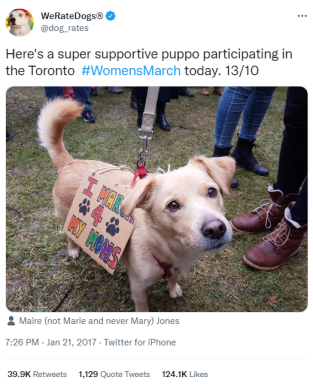 WeRateDogs®
@dog_rates
Here's a super supportive puppo participating in
the Toronto #WomensMarch today. 13/10
I MARCH
4
MY MOMS
Maire (not Marie and never Mary) Jones
7:26 PM · Jan 21, 2017 · Twitter for iPhone
39.9K Retweets 1,129 Quote Tweets 124.1K Likes